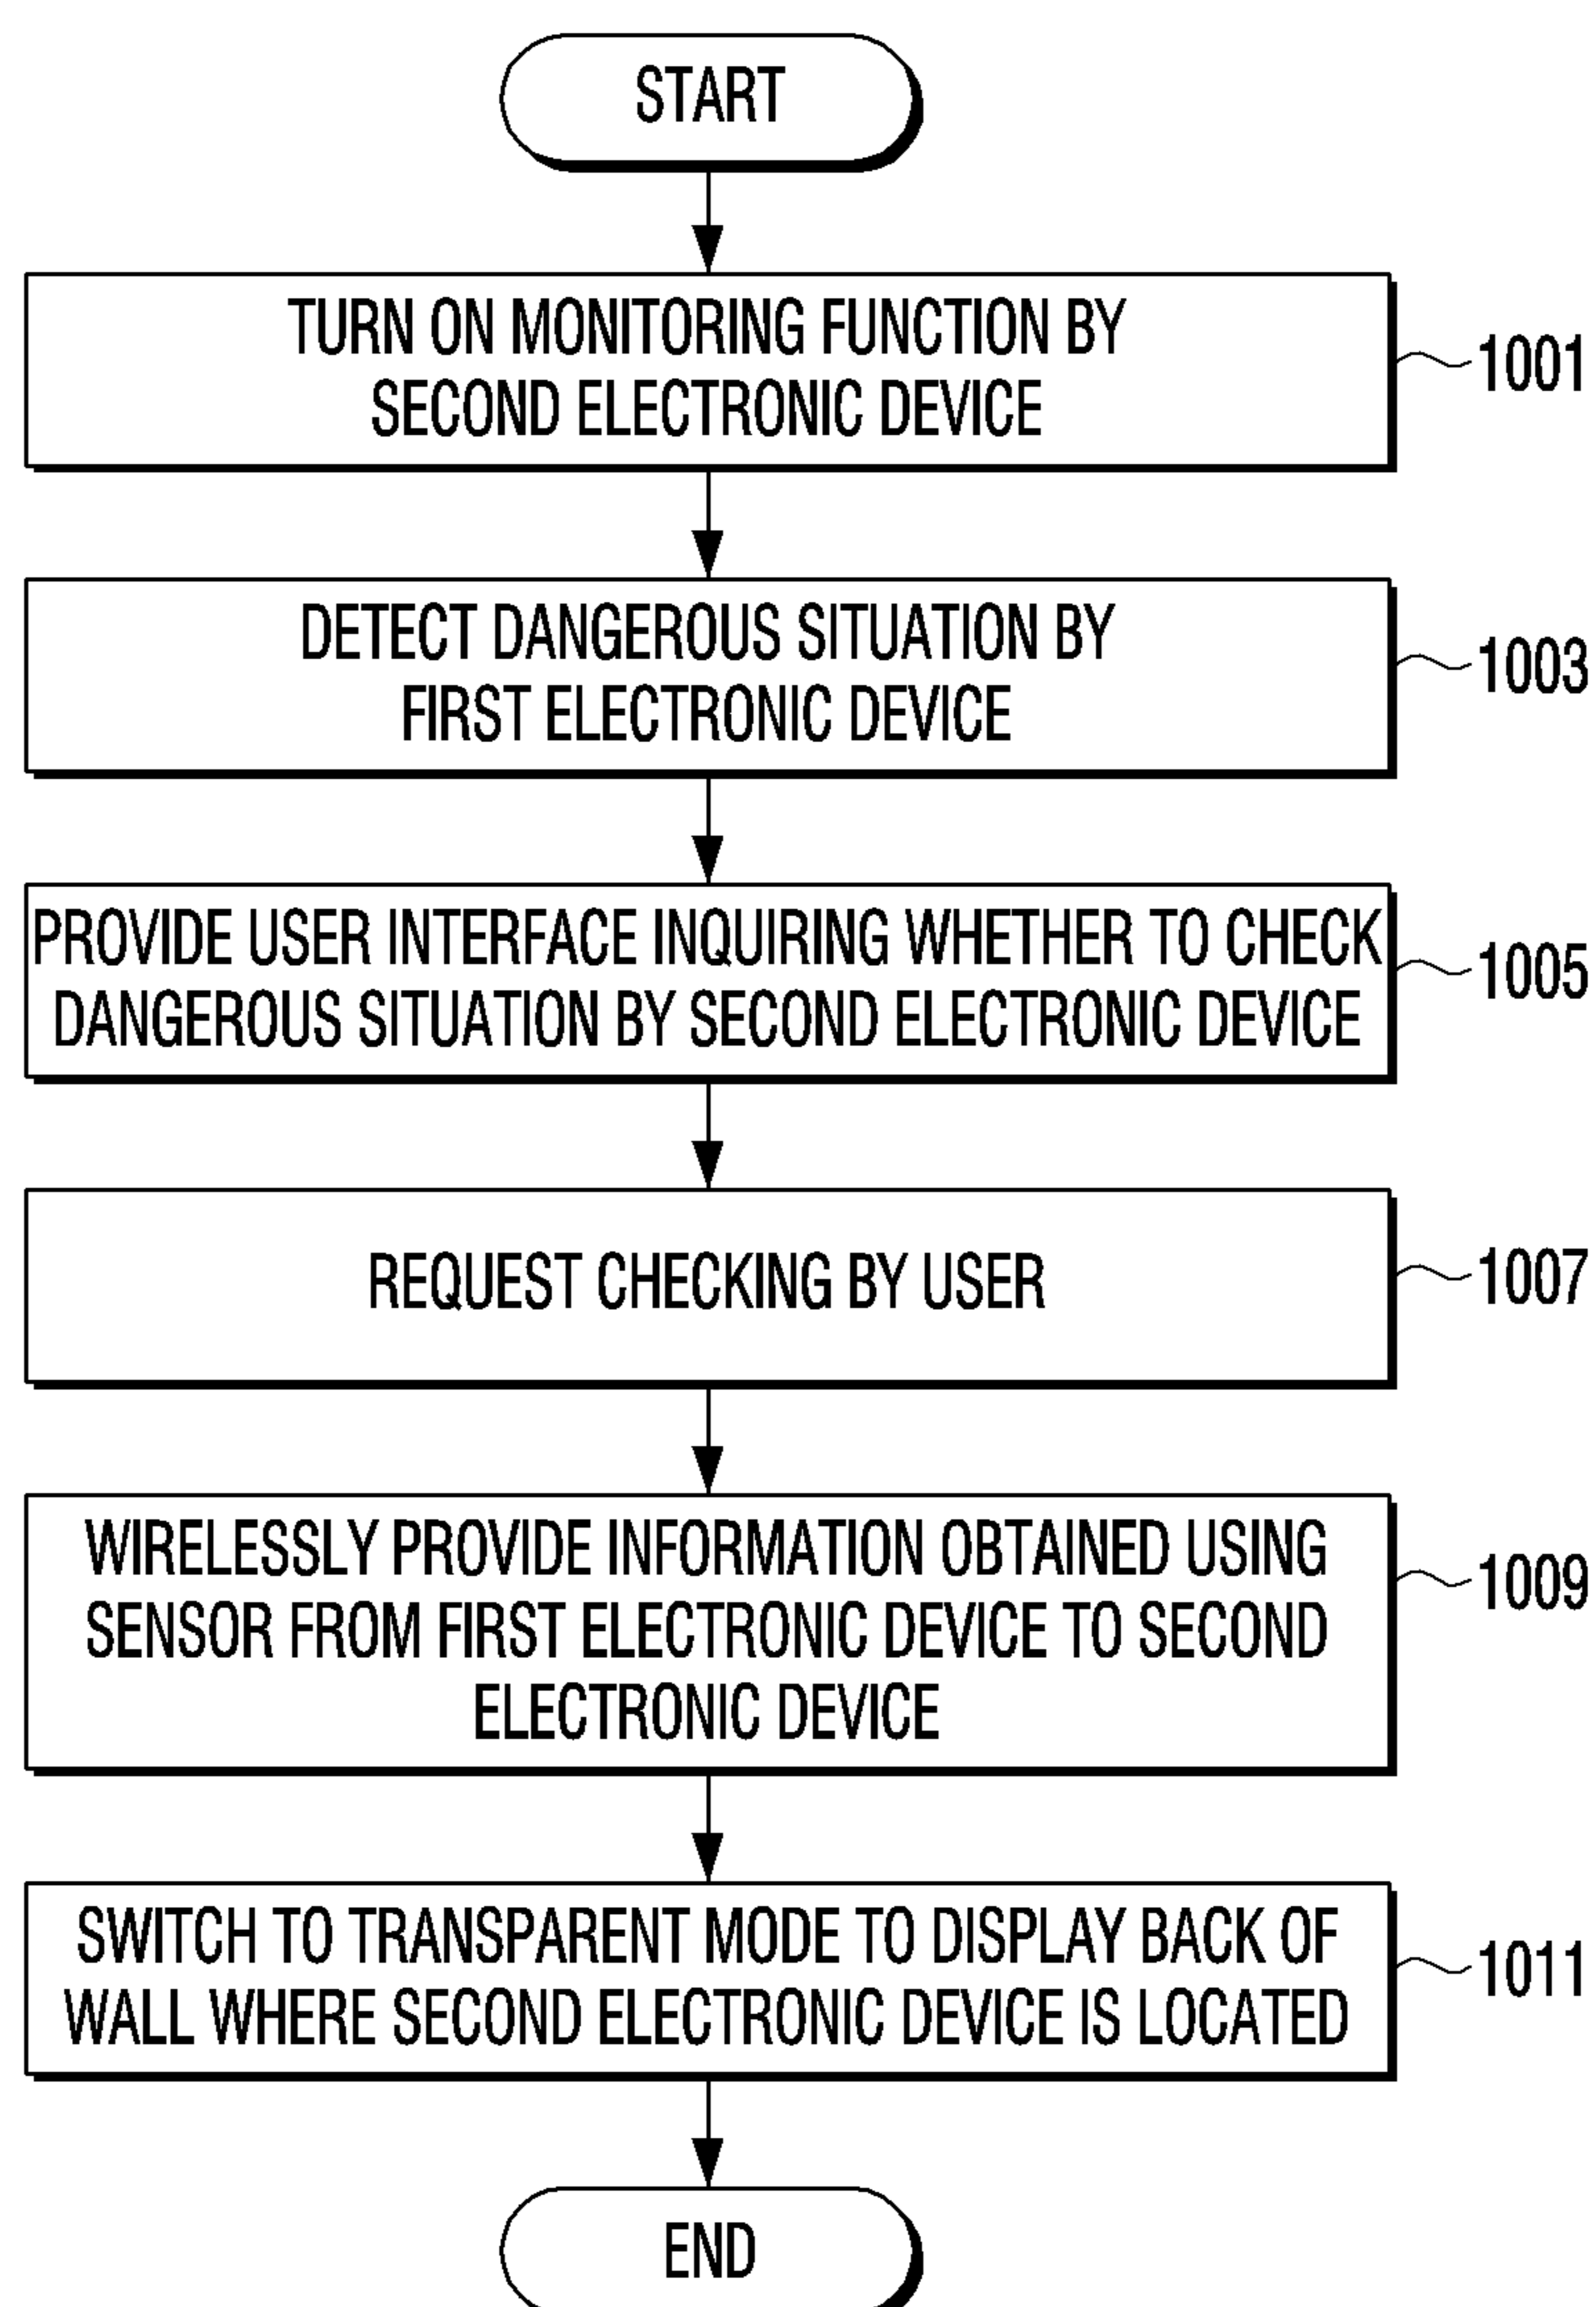 START
TURN ON MONITORING FUNCTION BY
SECOND ELECTRONIC DEVICE
1001
DETECT DANGEROUS SITUATION BY
FIRST ELECTRONIC DEVICE
1003
PROVIDE USER INTERFACE INQUIRING WHETHER TO CHECK
DANGEROUS SITUATION BY SECOND ELECTRONIC DEVICE
1005
REQUEST CHECKING BY USER
1007
WIRELESSLY PROVIDE INFORMATION OBTAINED USING
SENSOR FROM FIRST ELECTRONIC DEVICE TO SECOND
ELECTRONIC DEVICE
1009
SWITCH TO TRANSPARENT MODE TO DISPLAY BACK OF
WALL WHERE SECOND ELECTRONIC DEVICE IS LOCATED
1011
END